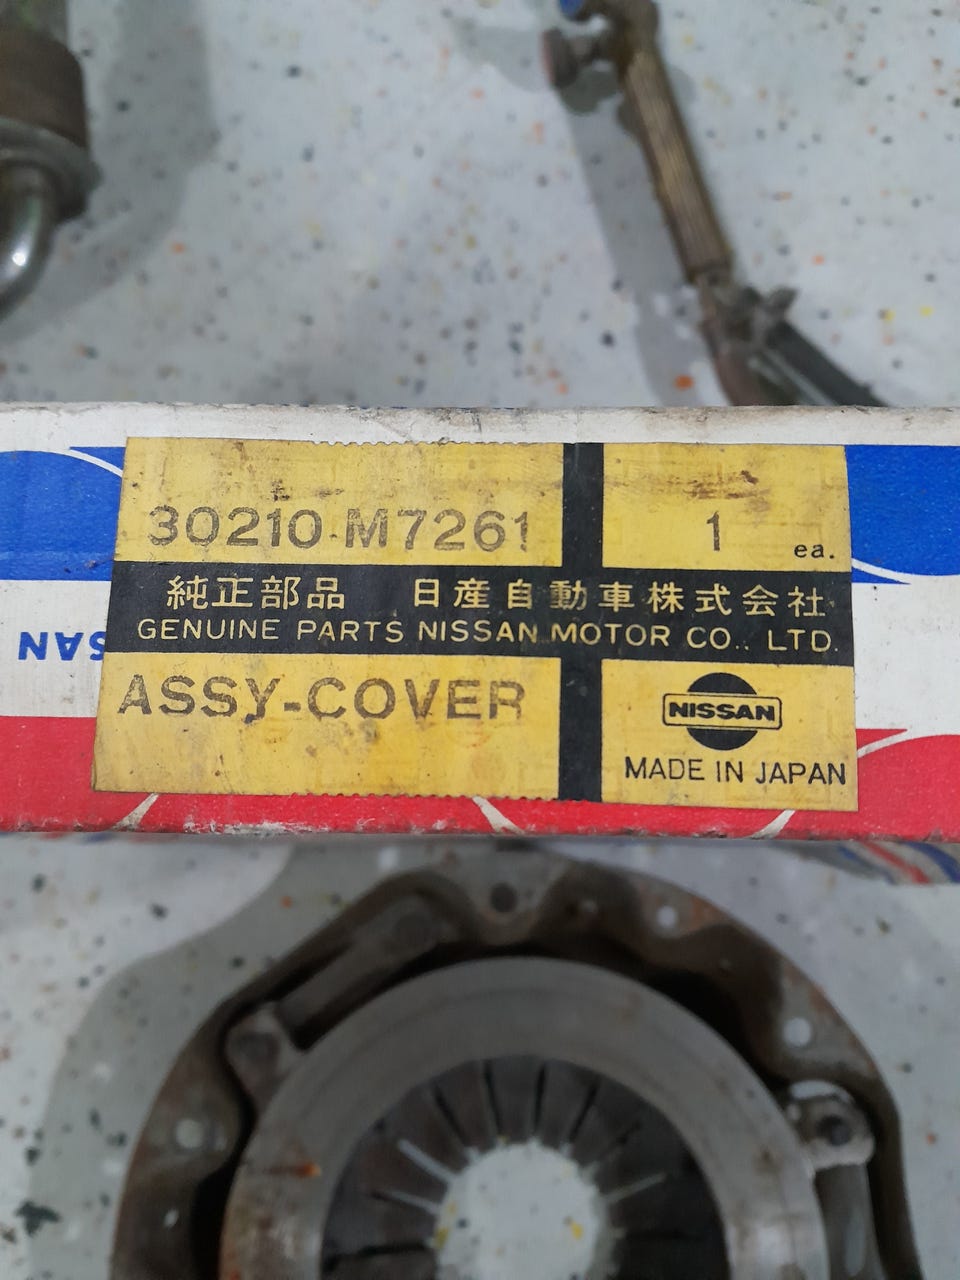 30210-M7261
1
ea.
純正部品 日産自動車株式会社
GENUINE PARTS NISSAN MOTOR CO., LTD.
ASSY-COVER
NISSAN
MADE IN JAPAN